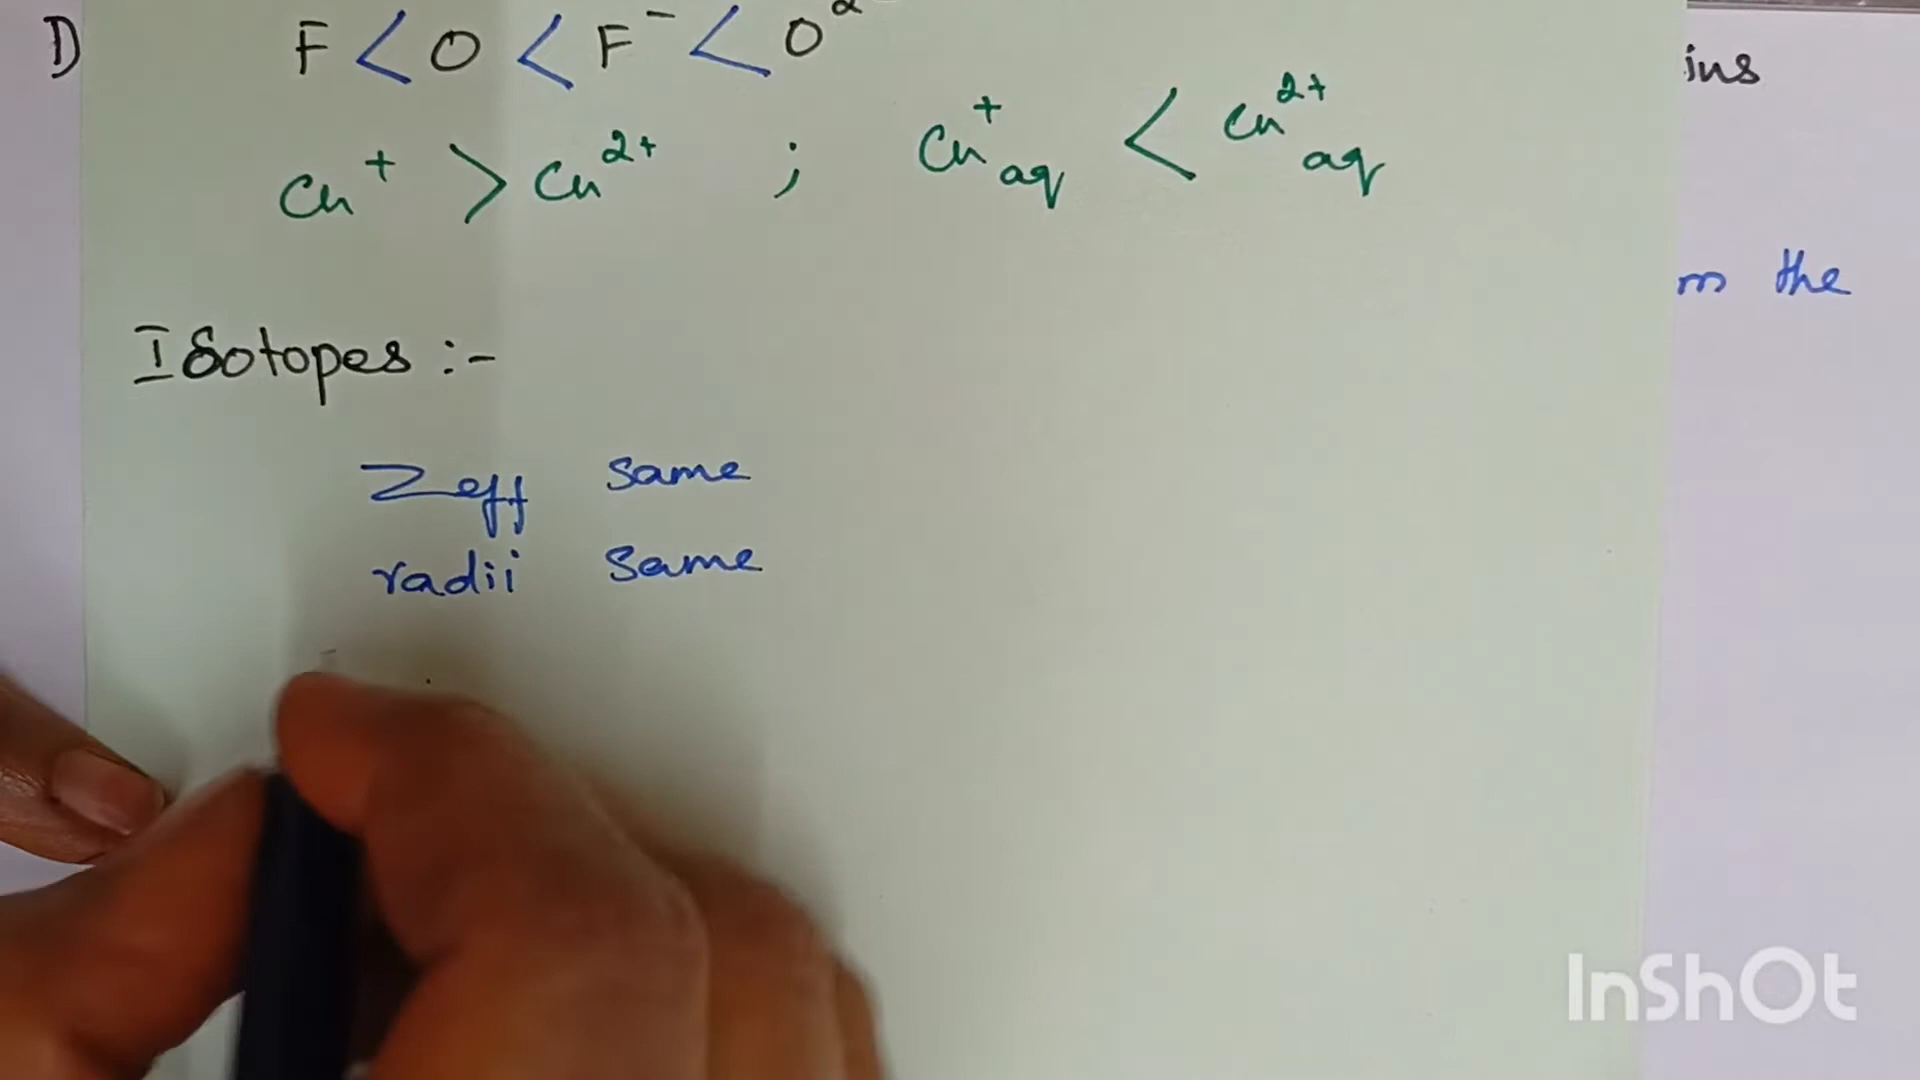 D) F < O < F⁻ < O²
ins
Cu⁺ > Cu²⁺ ; Cu⁺aq < Cu²⁺aq
m the
Isotopes :-
Zeff same
radii same
InShOt